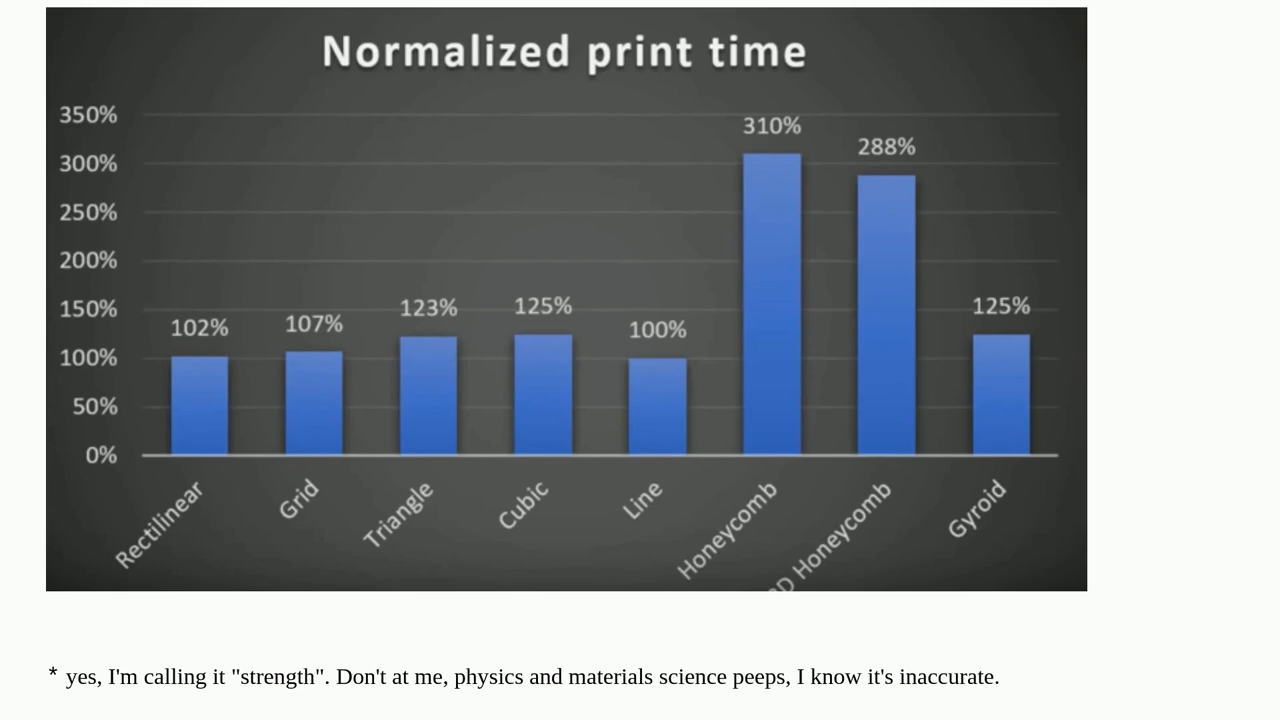 Normalized print time
350%
300%
250%
200%
150%
100%
50%
0%
102%
107%
123%
125%
100%
310%
288%
125%
Rectilinear
Grid
Triangle
Cubic
Line
Honeycomb
Honeycomb
Gyroid
* yes, I'm calling it "strength". Don't at me, physics and materials science peeps, I know it's inaccurate.